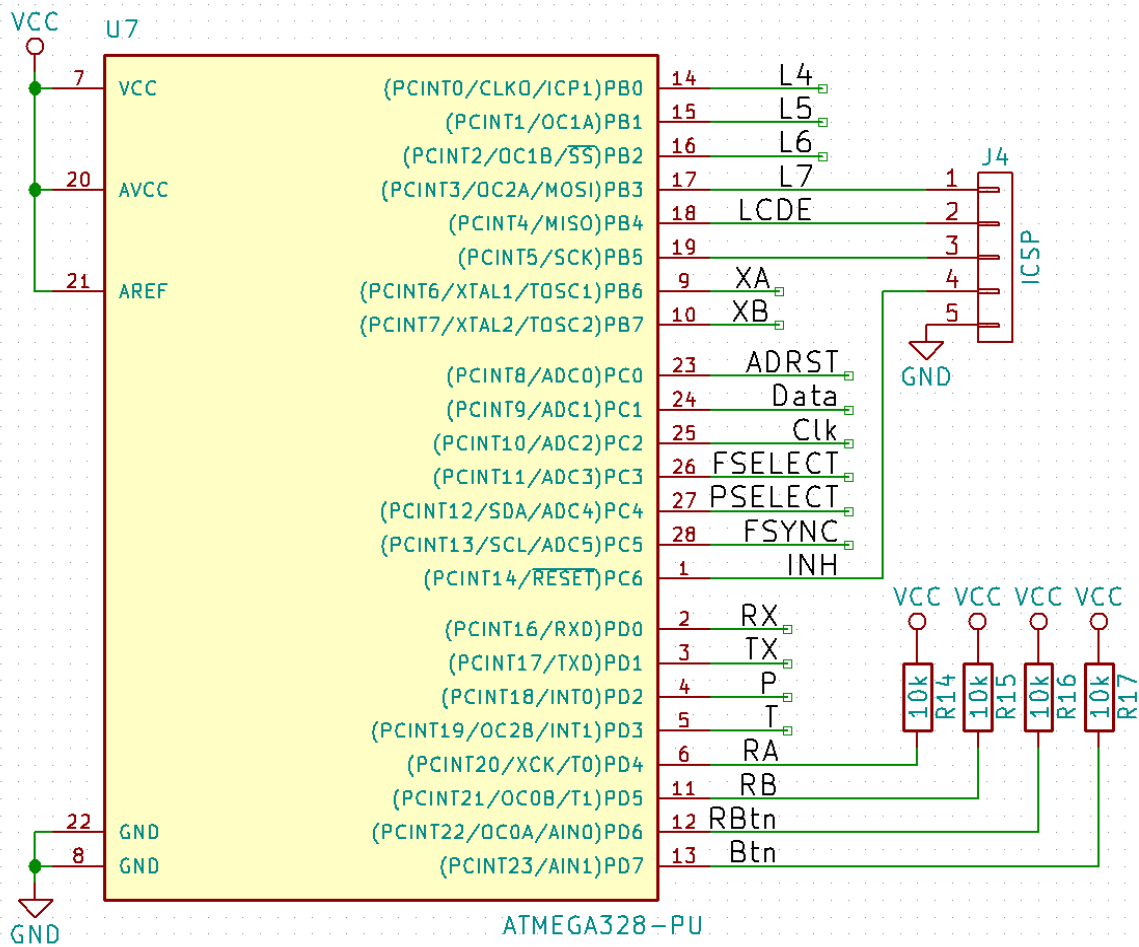 VCC
U7
7 VCC (PCINT0/CLKO/ICP1)PB0 14 L4
(PCINT1/OC1A)PB1 15 L5
(PCINT2/OC1B/SS)PB2 16 L6
J4
20 AVCC (PCINT3/OC2A/MOSI)PB3 17 L7 1
(PCINT4/MISO)PB4 18 LCDE 2
(PCINT5/SCK)PB5 19 3
ICSP
21 AREF (PCINT6/XTAL1/TOSC1)PB6 9 XA 4
(PCINT7/XTAL2/TOSC2)PB7 10 XB 5
GND
(PCINT8/ADC0)PC0 23 ADRST
(PCINT9/ADC1)PC1 24 Data
(PCINT10/ADC2)PC2 25 Clk
(PCINT11/ADC3)PC3 26 FSELECT
(PCINT12/SDA/ADC4)PC4 27 PSELECT
(PCINT13/SCL/ADC5)PC5 28 FSYNC
(PCINT14/RESET)PC6 1 INH
VCC VCC VCC VCC
(PCINT16/RXD)PD0 2 RX
(PCINT17/TXD)PD1 3 TX
(PCINT18/INT0)PD2 4 P
10k R14 10k R15 10k R16 10k R17
(PCINT19/OC2B/INT1)PD3 5 T
(PCINT20/XCK/T0)PD4 6 RA
(PCINT21/OC0B/T1)PD5 11 RB
22 GND (PCINT22/OC0A/AIN0)PD6 12 RBtn
8 GND (PCINT23/AIN1)PD7 13 Btn
GND
ATMEGA328-PU